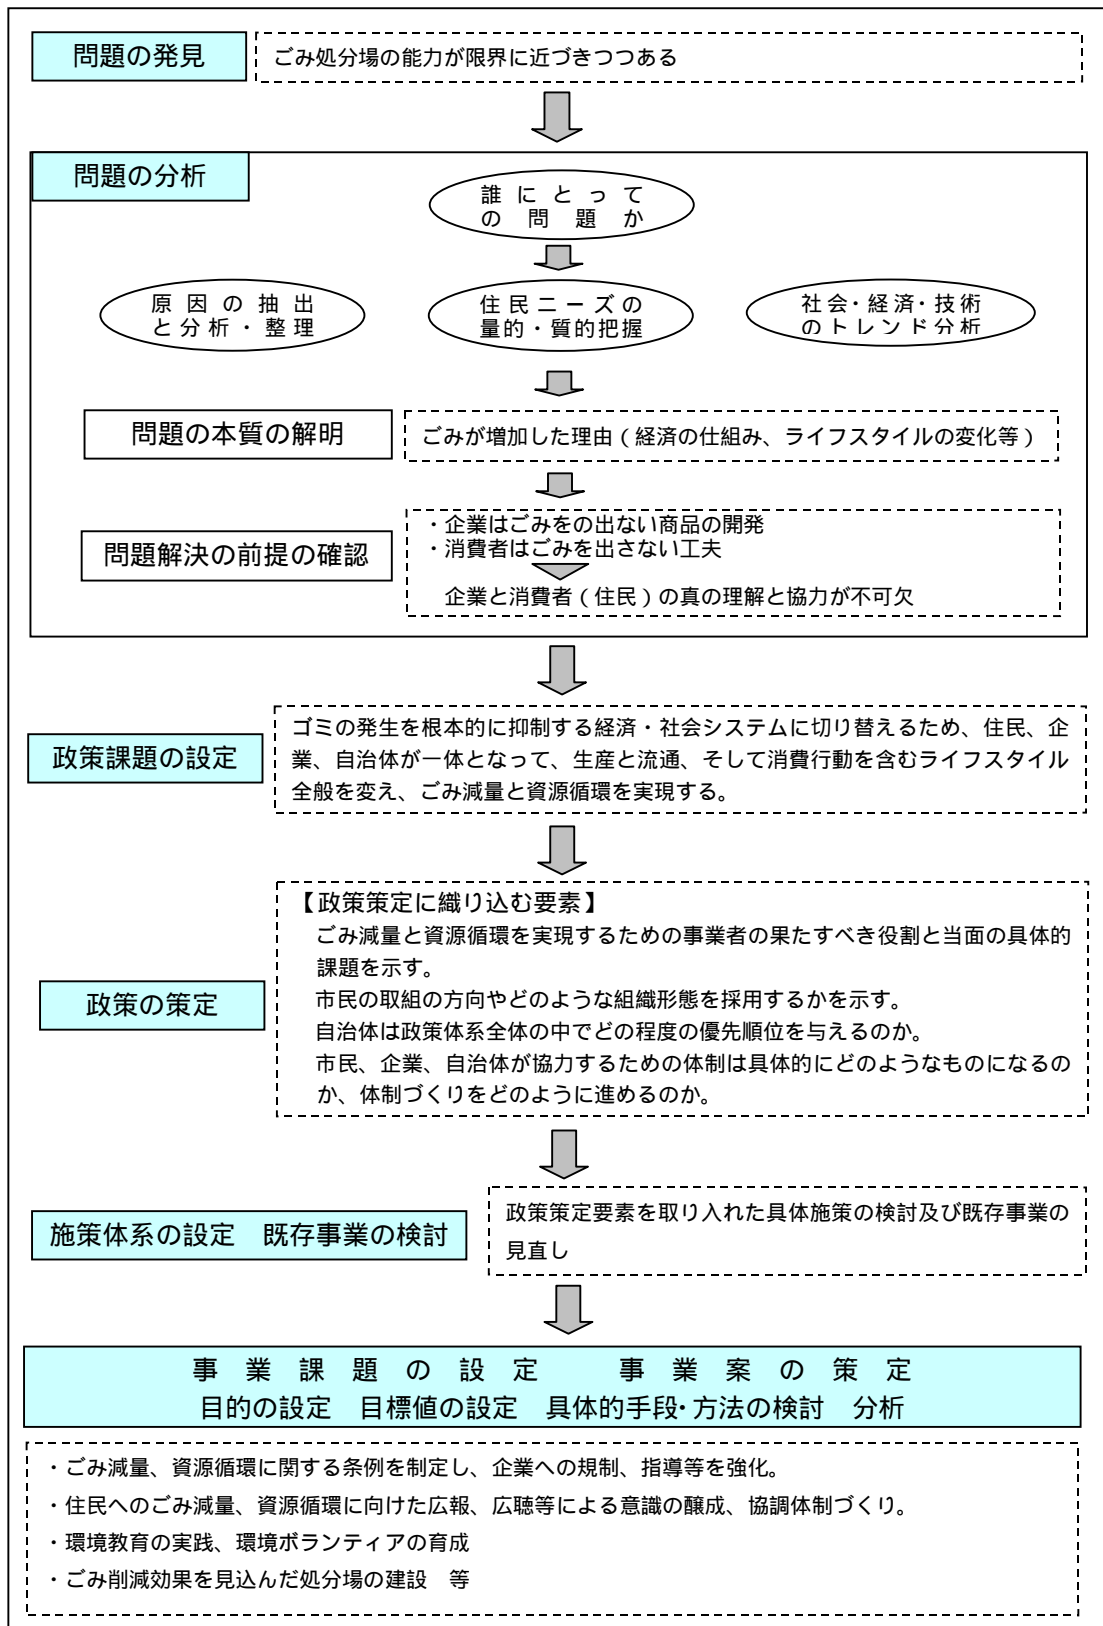 問題の発見
ごみ処分場の能力が限界に近づきつつある
問題の分析
誰にとって
の問題か
原因の抽出
と分析・整理
住民ニーズの
量的・質的把握
社会・経済・技術
のトレンド分析
問題の本質の解明
ごみが増加した理由（経済の仕組み、ライフスタイルの変化等）
問題解決の前提の確認
・企業はごみをの出ない商品の開発
・消費者はごみを出さない工夫
企業と消費者（住民）の真の理解と協力が不可欠
政策課題の設定
ゴミの発生を根本的に抑制する経済・社会システムに切り替えるため、住民、企
業、自治体が一体となって、生産と流通、そして消費行動を含むライフスタイル
全般を変え、ごみ減量と資源循環を実現する。
政策の策定
【政策策定に織り込む要素】
ごみ減量と資源循環を実現するための事業者の果たすべき役割と当面の具体的
課題を示す。
市民の取組の方向やどのような組織形態を採用するかを示す。
自治体は政策体系全体の中でどの程度の優先順位を与えるのか。
市民、企業、自治体が協力するための体制は具体的にどのようなものになるの
か、体制づくりをどのように進めるのか。
施策体系の設定　既存事業の検討
政策策定要素を取り入れた具体施策の検討及び既存事業の
見直し
事業課題の設定　事業案の策定
目的の設定　目標値の設定　具体的手段・方法の検討　分析
・ごみ減量、資源循環に関する条例を制定し、企業への規制、指導等を強化。
・住民へのごみ減量、資源循環に向けた広報、広聴等による意識の醸成、協調体制づくり。
・環境教育の実践、環境ボランティアの育成
・ごみ削減効果を見込んだ処分場の建設　等